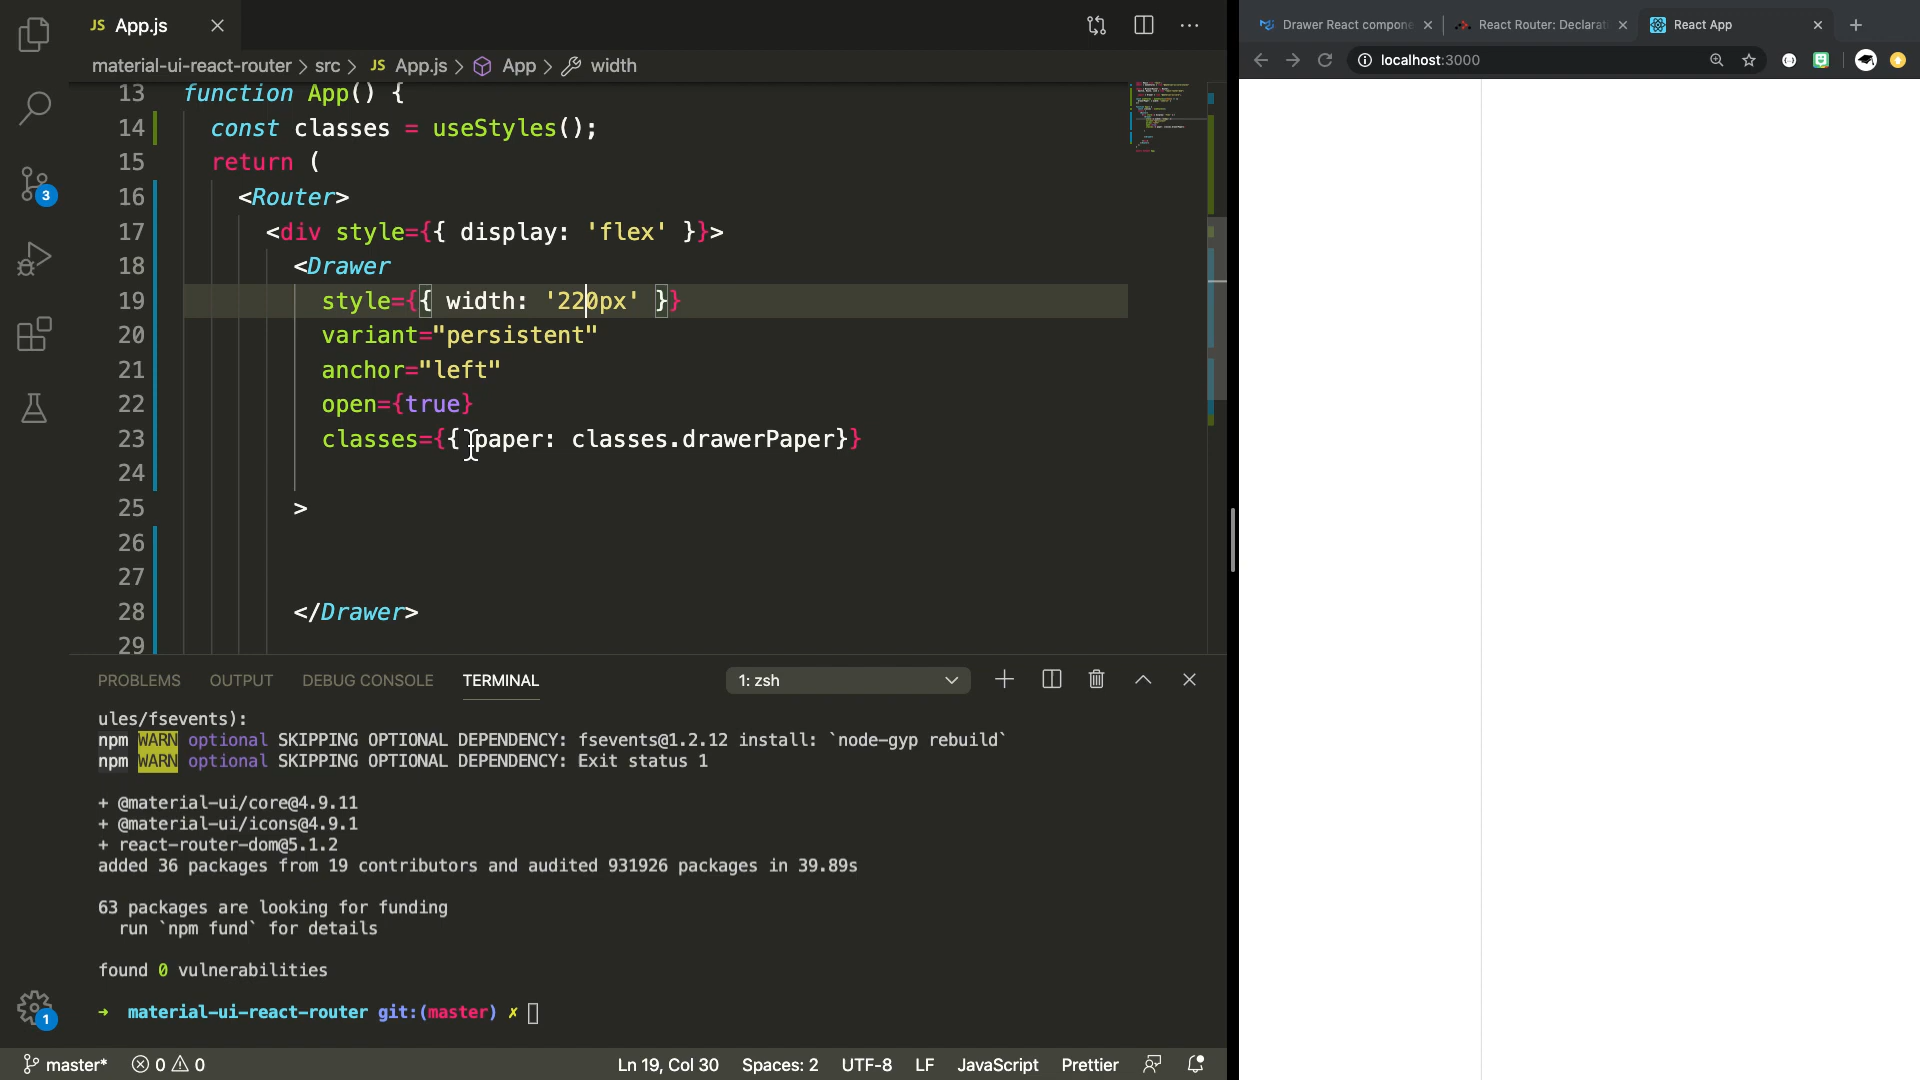 JS App.js
material-ui-react-router > src > JS App.js > App > width
13 function App() {
14 const classes = useStyles();
15 return (
16 <Router>
17 <div style={{ display: 'flex' }}>
18 <Drawer
19 style={{ width: '220px' }}
20 variant="persistent"
21 anchor="left"
22 open={true}
23 classes={{ paper: classes.drawerPaper}}
24
25 >
26
27
28 </Drawer>
29
3
1
PROBLEMS OUTPUT DEBUG CONSOLE TERMINAL 1: zsh
ules/fsevents):
npm WARN optional SKIPPING OPTIONAL DEPENDENCY: fsevents@1.2.12 install: `node-gyp rebuild`
npm WARN optional SKIPPING OPTIONAL DEPENDENCY: Exit status 1
+ @material-ui/core@4.9.11
+ @material-ui/icons@4.9.1
+ react-router-dom@5.1.2
added 36 packages from 19 contributors and audited 931926 packages in 39.89s
63 packages are looking for funding
run `npm fund` for details
found 0 vulnerabilities
→ material-ui-react-router git:(master) ✗
master* 0 0 Ln 19, Col 30 Spaces: 2 UTF-8 LF JavaScript Prettier
Drawer React compone React Router: Declarat React App
localhost:3000